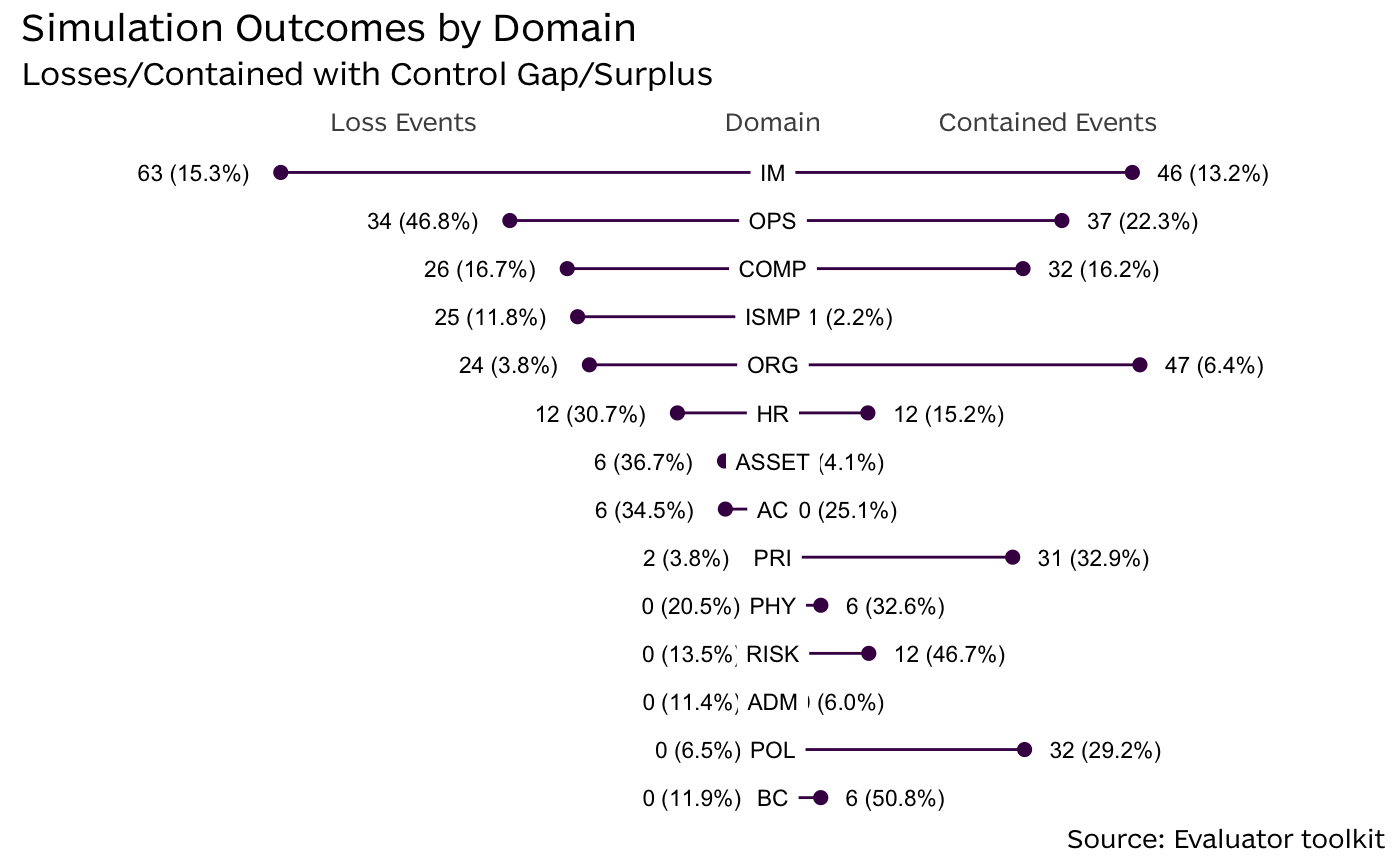 Simulation Outcomes by Domain
Losses/Contained with Control Gap/Surplus
Loss Events Domain Contained Events
63 (15.3%) IM 46 (13.2%)
34 (46.8%) OPS 37 (22.3%)
26 (16.7%) COMP 32 (16.2%)
25 (11.8%) ISMP 1 (2.2%)
24 (3.8%) ORG 47 (6.4%)
12 (30.7%) HR 12 (15.2%)
6 (36.7%) ASSET (4.1%)
6 (34.5%) AC 0 (25.1%)
2 (3.8%) PRI 31 (32.9%)
0 (20.5%) PHY 6 (32.6%)
0 (13.5%) RISK 12 (46.7%)
0 (11.4%) ADM (6.0%)
0 (6.5%) POL 32 (29.2%)
0 (11.9%) BC 6 (50.8%)
Source: Evaluator toolkit